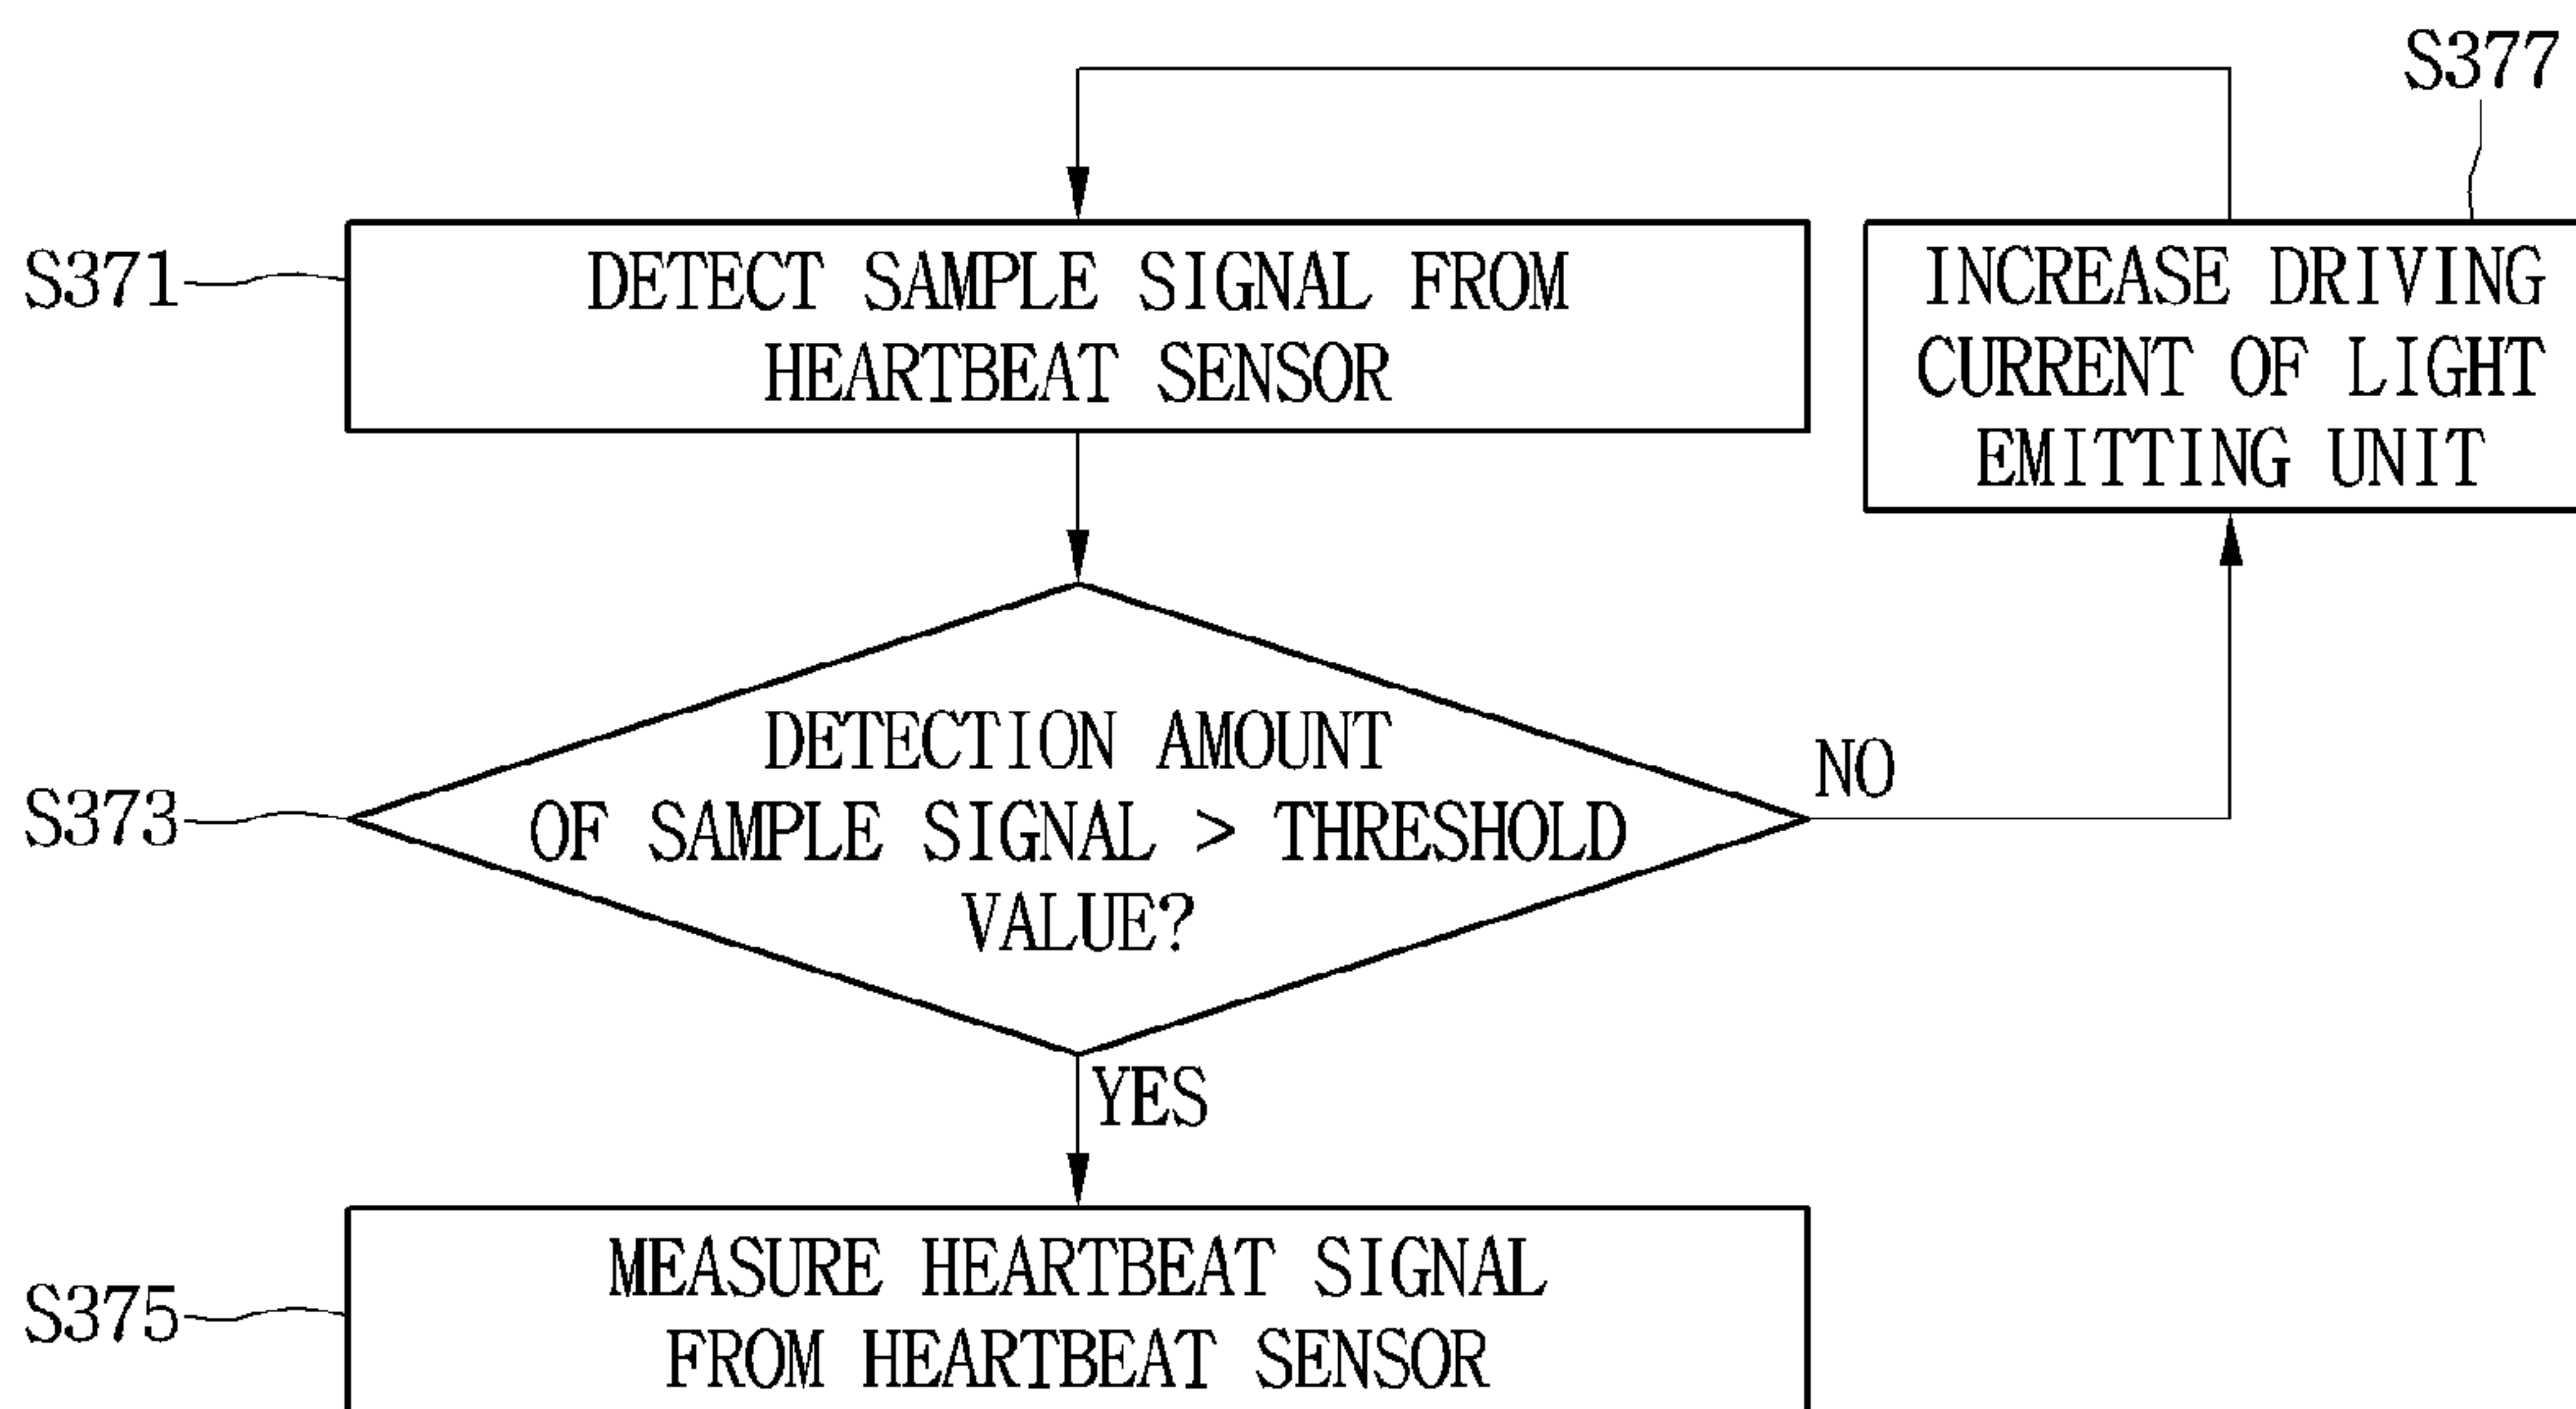 S377
S371
DETECT SAMPLE SIGNAL FROM
HEARTBEAT SENSOR
INCREASE DRIVING
CURRENT OF LIGHT
EMITTING UNIT
S373
DETECTION AMOUNT
OF SAMPLE SIGNAL > THRESHOLD
VALUE?
NO
YES
S375
MEASURE HEARTBEAT SIGNAL
FROM HEARTBEAT SENSOR